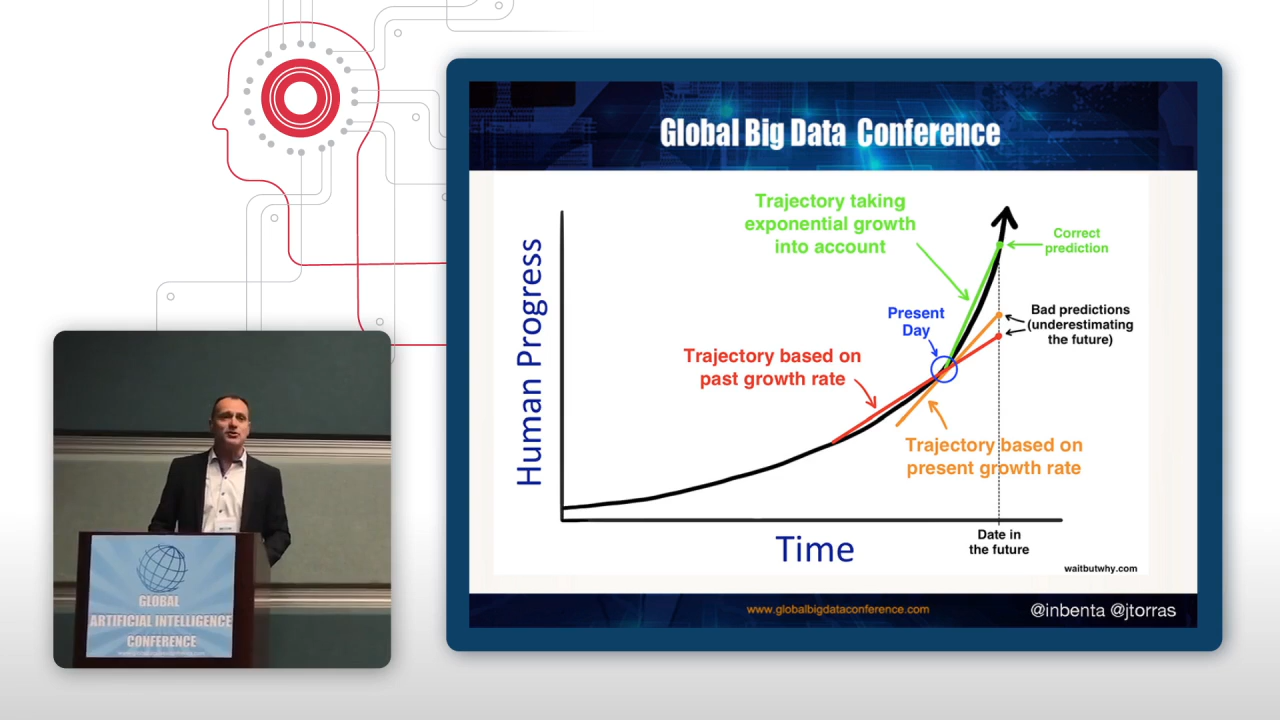 Global Big Data Conference
Trajectory taking
exponential growth
into account
Correct
prediction
Present
Day
Bad predictions
(underestimating
the future)
Trajectory based on
past growth rate
Trajectory based on
present growth rate
Human Progress
Time
Date in
the future
waitbutwhy.com
www.globalbigdataconference.com
@inbenta @jtorras
GLOBAL
ARTIFICIAL INTELLIGENCE
CONFERENCE